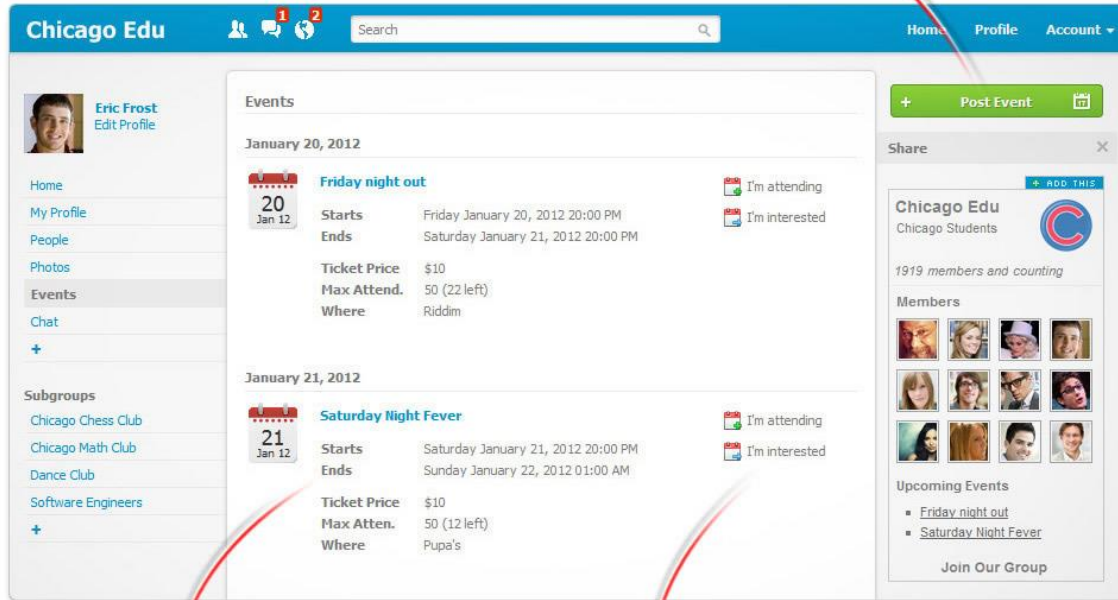 Chicago Edu
1
2
Search
Home Profile Account
Eric Frost
Edit Profile
Home
My Profile
People
Photos
Events
Chat
+
Subgroups
Chicago Chess Club
Chicago Math Club
Dance Club
Software Engineers
+
Events
January 20, 2012
20
Jan 12
Friday night out
Starts Friday January 20, 2012 20:00 PM
Ends Saturday January 21, 2012 20:00 PM
Ticket Price $10
Max Attend. 50 (22 left)
Where Riddim
I'm attending
I'm interested
January 21, 2012
21
Jan 12
Saturday Night Fever
Starts Saturday January 21, 2012 20:00 PM
Ends Sunday January 22, 2012 01:00 AM
Ticket Price $10
Max Atten. 50 (12 left)
Where Pupa's
I'm attending
I'm interested
+ Post Event
Share
+ ADD THIS
Chicago Edu
Chicago Students
C
1919 members and counting
Members
Upcoming Events
Friday night out
Saturday Night Fever
Join Our Group